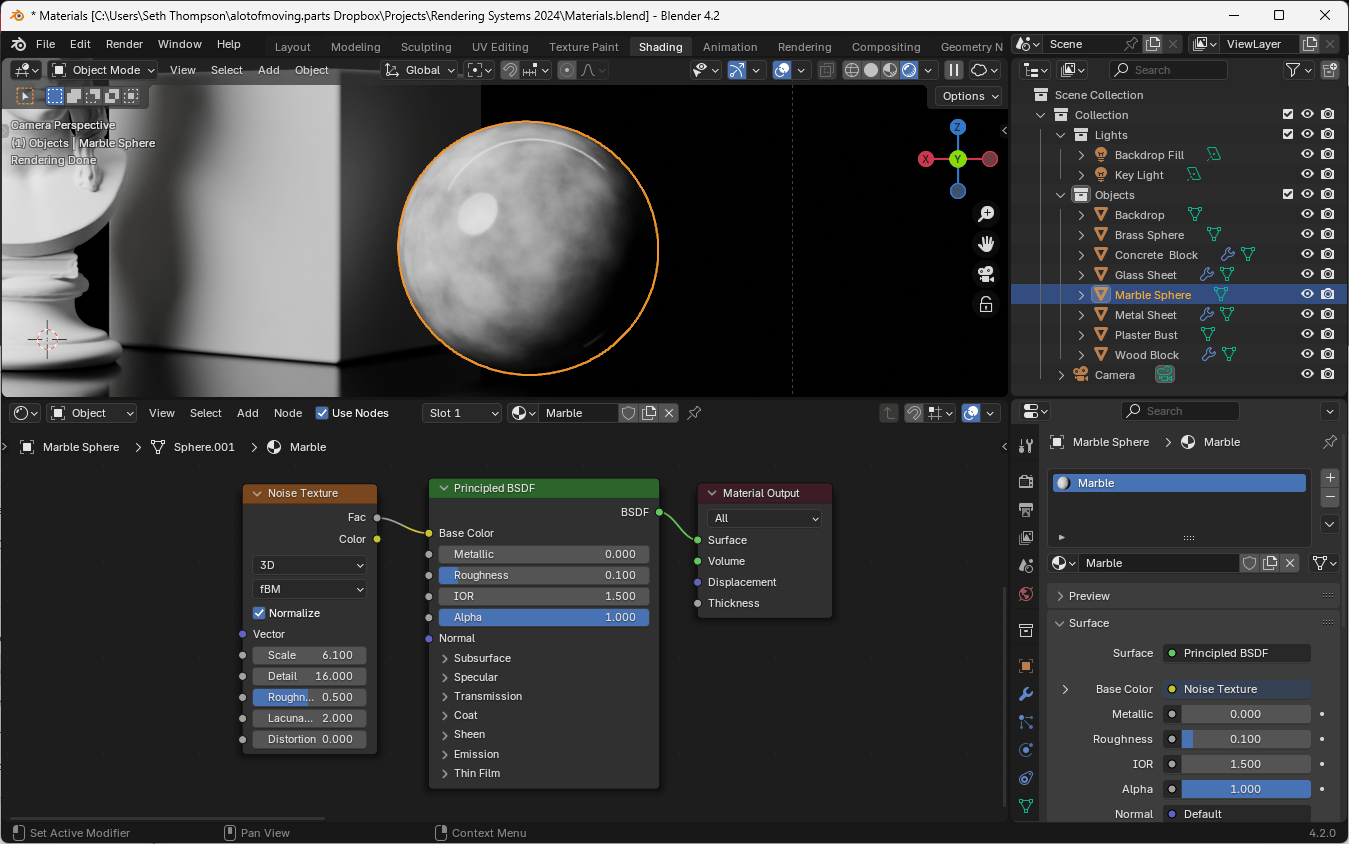 * Materials [C:\Users\Seth Thompson\alotofmoving.parts Dropbox\Projects\Rendering Systems 2024\Materials.blend] - Blender 4.2
File Edit Render Window Help Layout Modeling Sculpting UV Editing Texture Paint Shading Animation Rendering Compositing Geometry N Scene ViewLayer
Object Mode View Select Add Object Global
Options
Camera Perspective
(1) Objects | Marble Sphere
Rendering Done
Z
X Y
Search
Scene Collection
Collection
Lights
Backdrop Fill
Key Light
Objects
Backdrop
Brass Sphere
Concrete Block
Glass Sheet
Marble Sphere
Metal Sheet
Plaster Bust
Wood Block
Camera
Object View Select Add Node Use Nodes Slot 1 Marble
Marble Sphere Sphere.001 Marble
Noise Texture
Fac
Color
3D
fBM
Normalize
Vector
Scale 6.100
Detail 16.000
Roughn... 0.500
Lacuna... 2.000
Distortion 0.000
Principled BSDF
BSDF
Base Color
Metallic 0.000
Roughness 0.100
IOR 1.500
Alpha 1.000
Normal
Subsurface
Specular
Transmission
Coat
Sheen
Emission
Thin Film
Material Output
All
Surface
Volume
Displacement
Thickness
Search
Marble Sphere Marble
Marble
Marble
Preview
Surface
Surface Principled BSDF
Base Color Noise Texture
Metallic 0.000
Roughness 0.100
IOR 1.500
Alpha 1.000
Normal Default
Set Active Modifier Pan View Context Menu 4.2.0